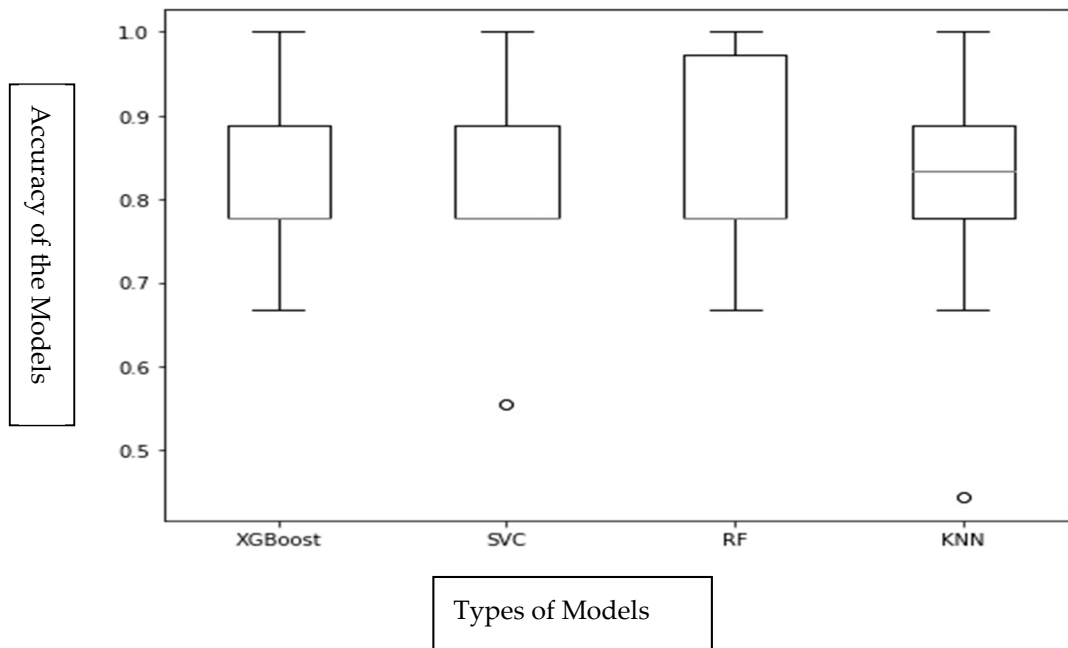 Accuracy of the Models
1.0
0.9
0.8
0.7
0.6
0.5
XGBoost
SVC
RF
KNN
Types of Models